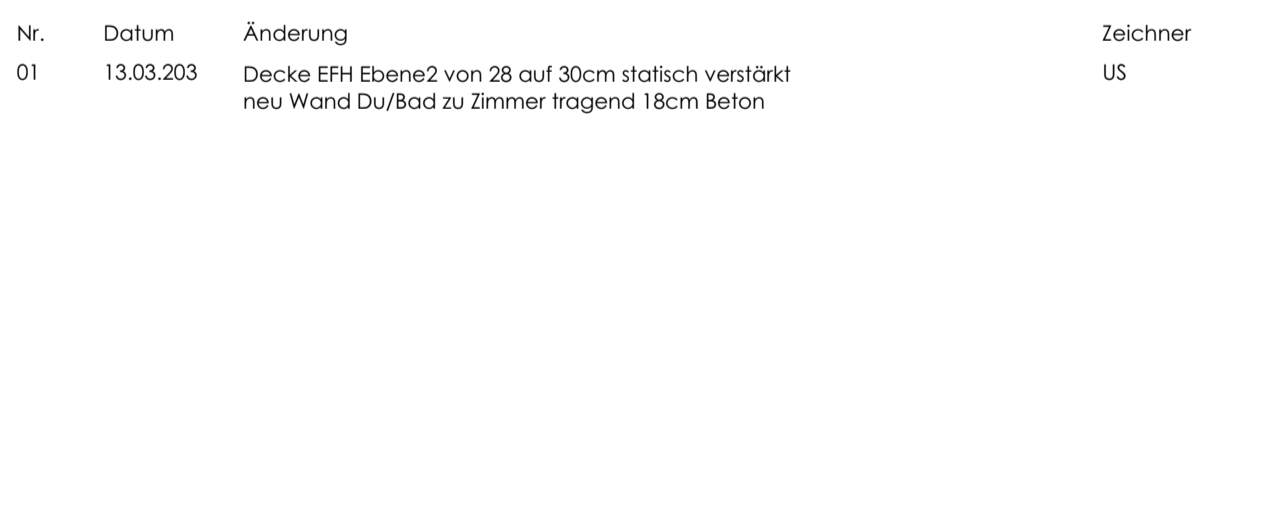 Nr. Datum Änderung Zeichner
01 13.03.203 Decke EFH Ebene2 von 28 auf 30cm statisch verstärkt US
neu Wand Du/Bad zu Zimmer tragend 18cm Beton